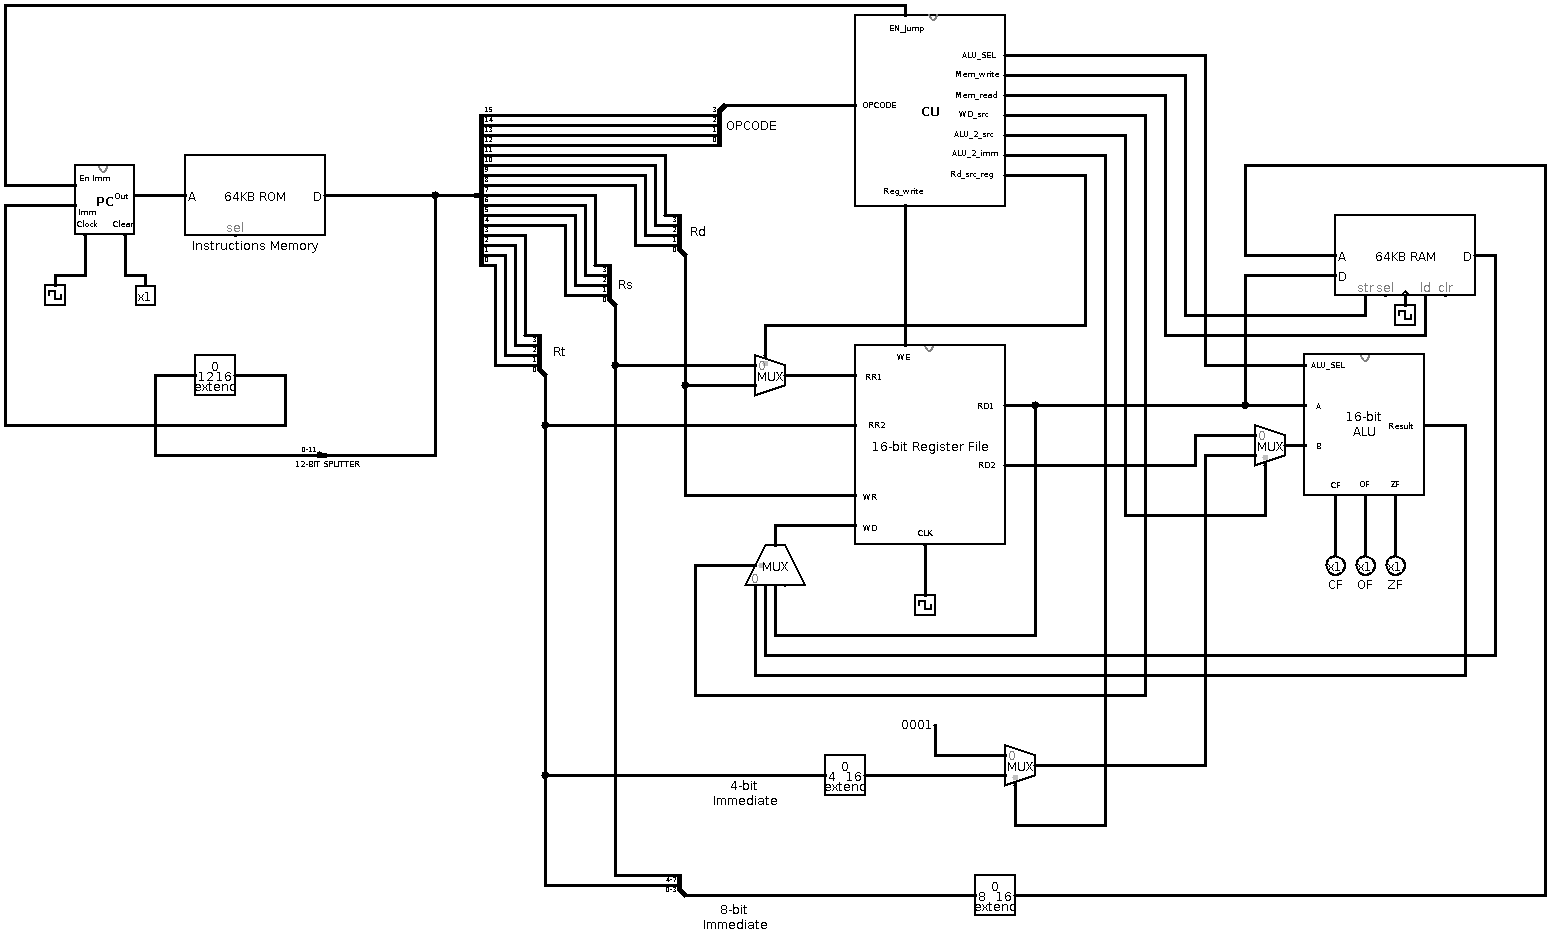 EN_Jump
ALU_SEL
Mem_write
Mem_read
WD_src
ALU_2_src
ALU_2_imm
Rd_src_reg
OPCODE
CU
Reg_write
15
14
13
12
11
10
9
8
7
6
5
4
3
2
1
0
3
2
1
0
OPCODE
3
2
1
0
Rd
3
2
1
0
Rs
3
2
1
0
Rt
En Imm
PC
Out
Imm
Clock
Clear
x1
A
64KB ROM
D
sel
Instructions Memory
0
1216
extend
0-11
12-BIT SPLITTER
0
MUX
WE
RR1
RR2
RD1
16-bit Register File
RD2
WR
WD
CLK
MUX
0
A
64KB RAM
D
D
str
sel
ld
clr
ALU_SEL
A
16-bit
ALU
Result
B
CF
OF
ZF
x1
x1
x1
CF
OF
ZF
0
MUX
0001
0
MUX
0
4 16
extend
4-bit
Immediate
4-7
0-3
8-bit
Immediate
0
8 16
extend